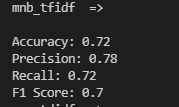 mnb_tfidf =>
Accuracy: 0.72
Precision: 0.78
Recall: 0.72
F1 Score: 0.7